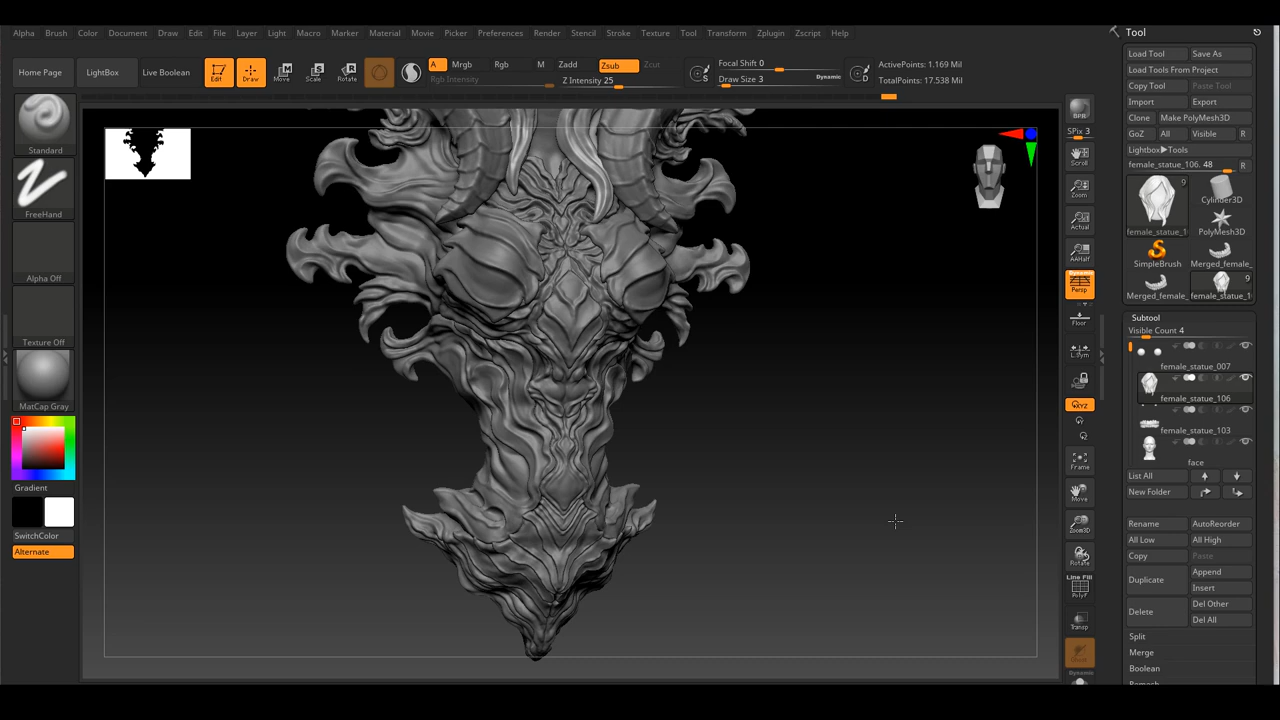 Alpha Brush Color Document Draw Edit File Layer Light Macro Marker Material Movie Picker Preferences Render Stencil Stroke Texture Tool Transform Zplugin Zscript Help
Tool
Home Page LightBox Live Boolean Edit Draw Move Scale Rotate
A Mrgb Rgb M Zadd Zsub Zcut
Rgb Intensity Z Intensity 25
S Focal Shift 0
Draw Size 3 Dynamic D
ActivePoints: 1.169 Mil
TotalPoints: 17.538 Mil
Standard
FreeHand
Alpha Off
Texture Off
MatCap Gray
Gradient
SwitchColor
Alternate
BPR
SPix 3
Scroll
Zoom
Actual
AAHalf
Dynamic
Persp
Floor
L.Sym
XYZ
Frame
Move
Zoom3D
Rotate
Line Fill
PolyF
Transp
Dynamic
Load Tool Save As
Load Tools From Project
Copy Tool Paste Tool
Import Export
Clone Make PolyMesh3D
GoZ All Visible R
Lightbox▶Tools
female_statue_106. 48 R
9
female_statue_1 Cylinder3D
PolyMesh3D
SimpleBrush Merged_female_
9
Merged_female_ female_statue_1
Subtool
Visible Count 4
female_statue_007
female_statue_106
female_statue_103
face
List All
New Folder
Rename AutoReorder
All Low All High
Copy Paste
Duplicate Append
Insert
Delete Del Other
Del All
Split
Merge
Boolean